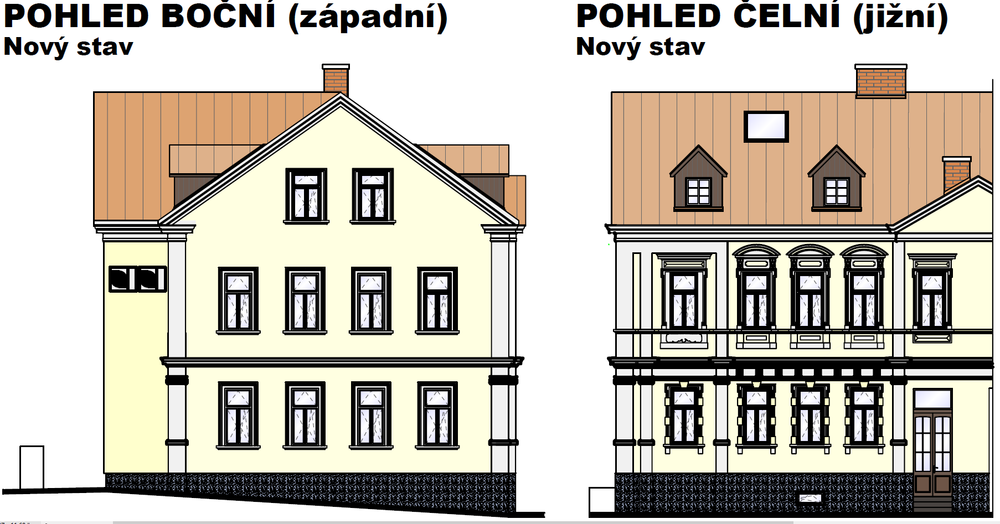 POHLED BOČNÍ (západní)
Nový stav
POHLED ČELNÍ (jižní)
Nový stav